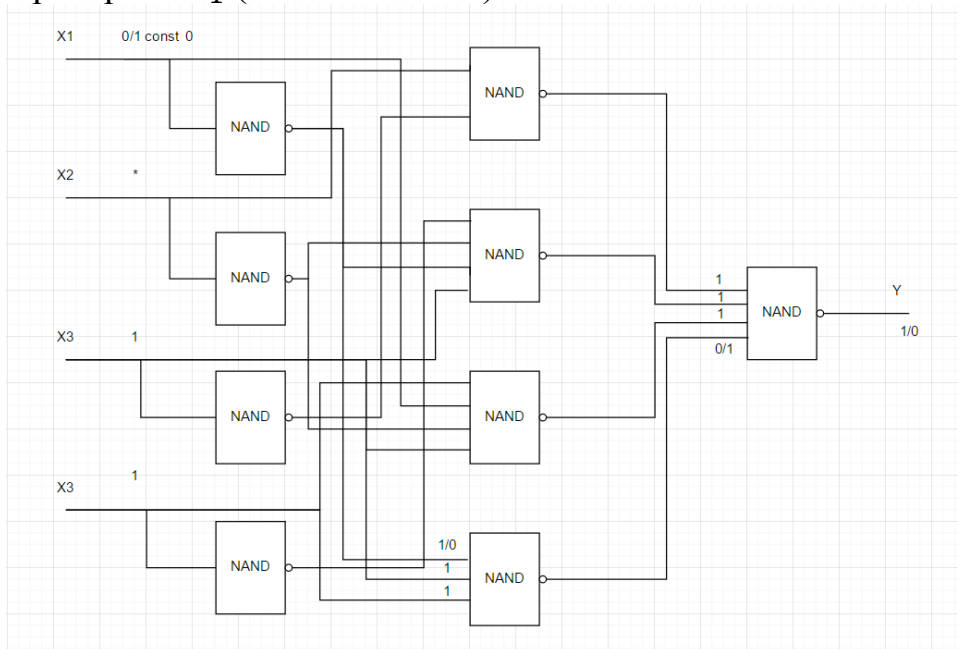 X1 0/1 const 0
NAND
NAND
X2 *
NAND
NAND
1
1
1
0/1
NAND
Y
1/0
X3 1
NAND
NAND
X3 1
NAND
1/0
1
1
NAND